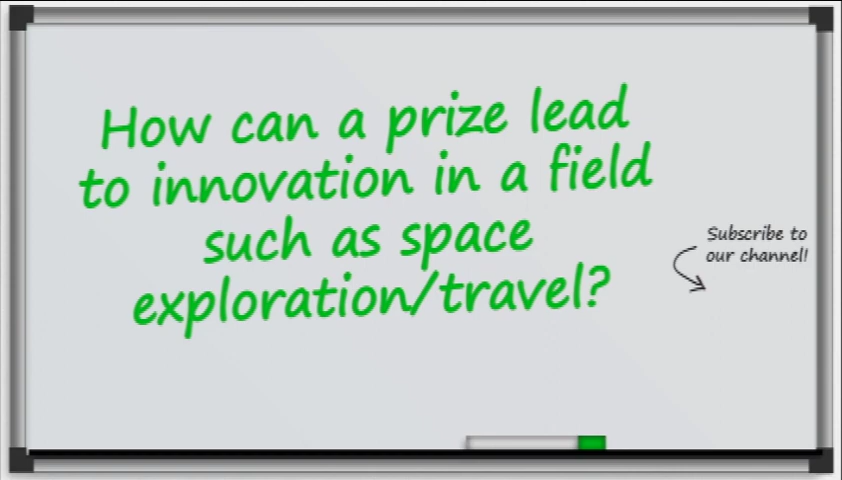 How can a prize lead
to innovation in a field
such as space
exploration/travel?
Subscribe to
our channel!